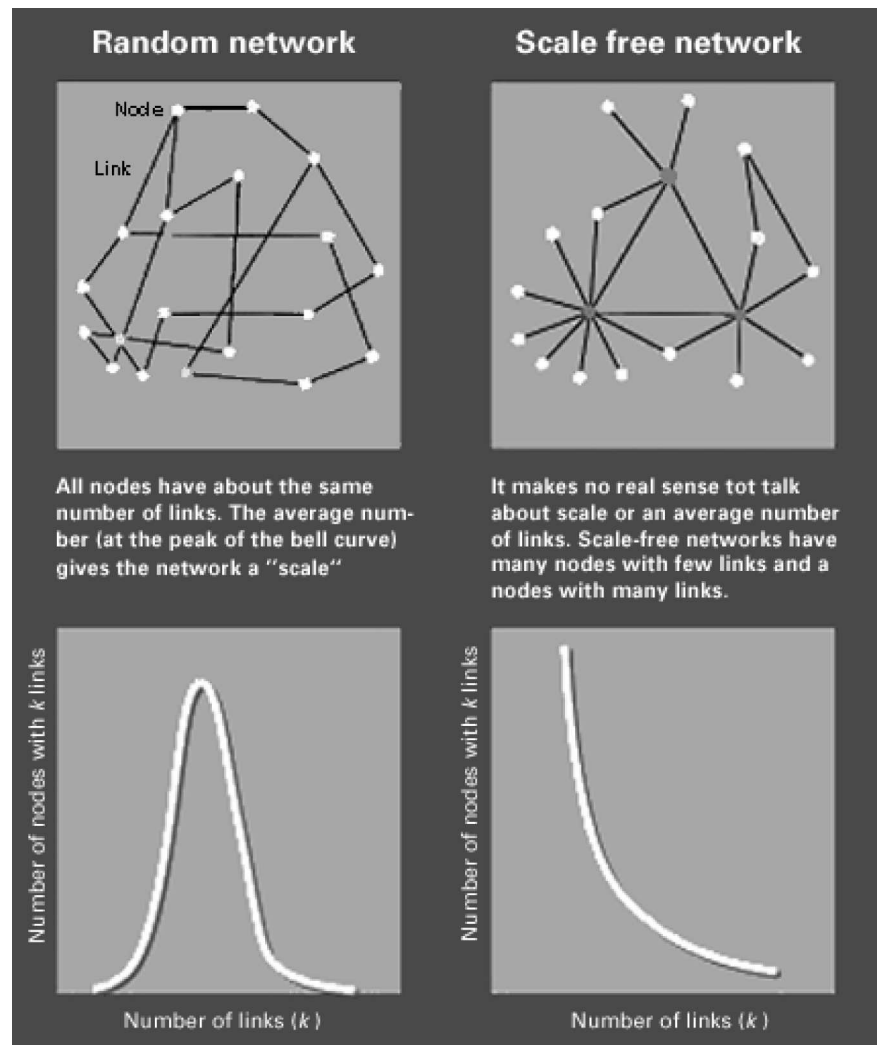 Random network
Node
Link
All nodes have about the same
number of links. The average num-
ber (at the peak of the bell curve)
gives the network a "scale"
Number of nodes with k links
Number of links (k )
Scale free network
It makes no real sense tot talk
about scale or an average number
of links. Scale-free networks have
many nodes with few links and a
nodes with many links.
Number of nodes with k links
Number of links (k )